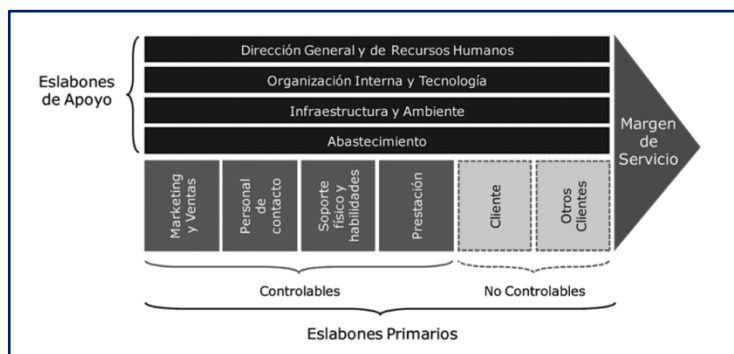 Eslabones
de Apoyo
Dirección General y de Recursos Humanos
Organización Interna y Tecnología
Infraestructura y Ambiente
Abastecimiento
Marketing
y Ventas
Personal
de
contacto
Soporte
físico y
habilidades
Prestación
Cliente
Otros
Clientes
Margen
de
Servicio
Controlables
No Controlables
Eslabones Primarios